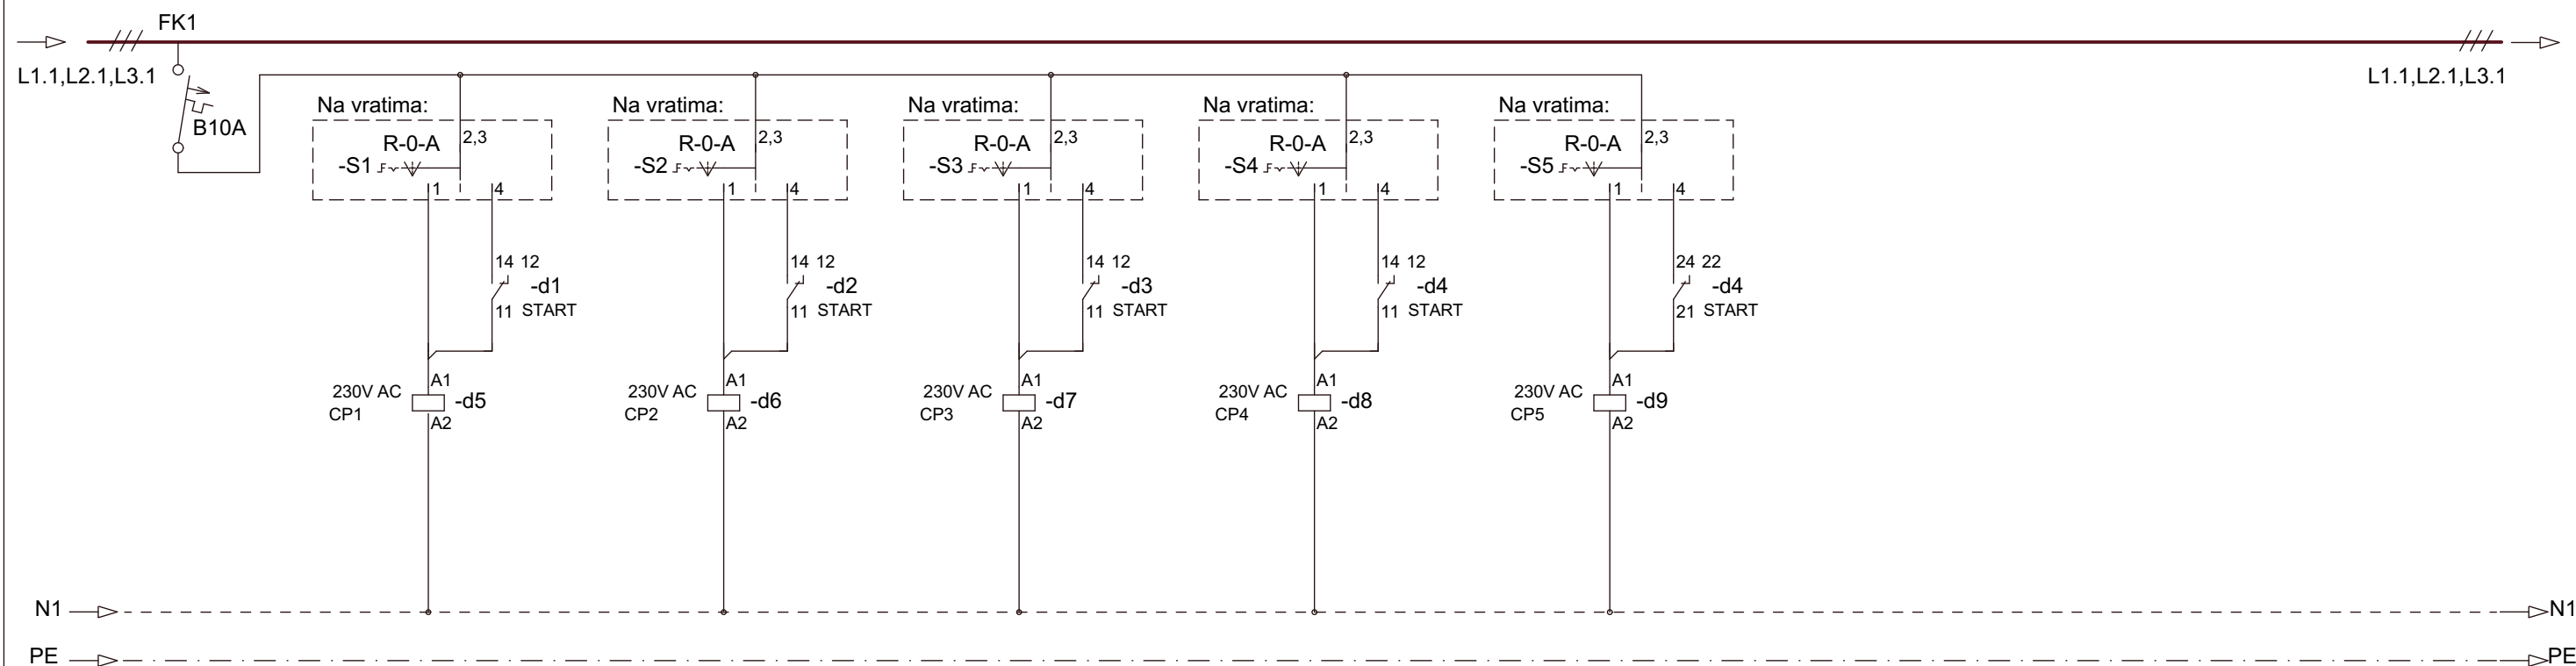 FK1
L1.1,L2.1,L3.1
L1.1,L2.1,L3.1
B10A
Na vratima:
Na vratima:
Na vratima:
Na vratima:
Na vratima:
R-0-A 2,3
-S1
1 4
R-0-A 2,3
-S2
1 4
R-0-A 2,3
-S3
1 4
R-0-A 2,3
-S4
1 4
R-0-A 2,3
-S5
1 4
14 12
-d1
11 START
14 12
-d2
11 START
14 12
-d3
11 START
14 12
-d4
11 START
24 22
-d4
21 START
A1
230V AC
CP1
-d5
A2
A1
230V AC
CP2
-d6
A2
A1
230V AC
CP3
-d7
A2
A1
230V AC
CP4
-d8
A2
A1
230V AC
CP5
-d9
A2
N1
N1
PE
PE